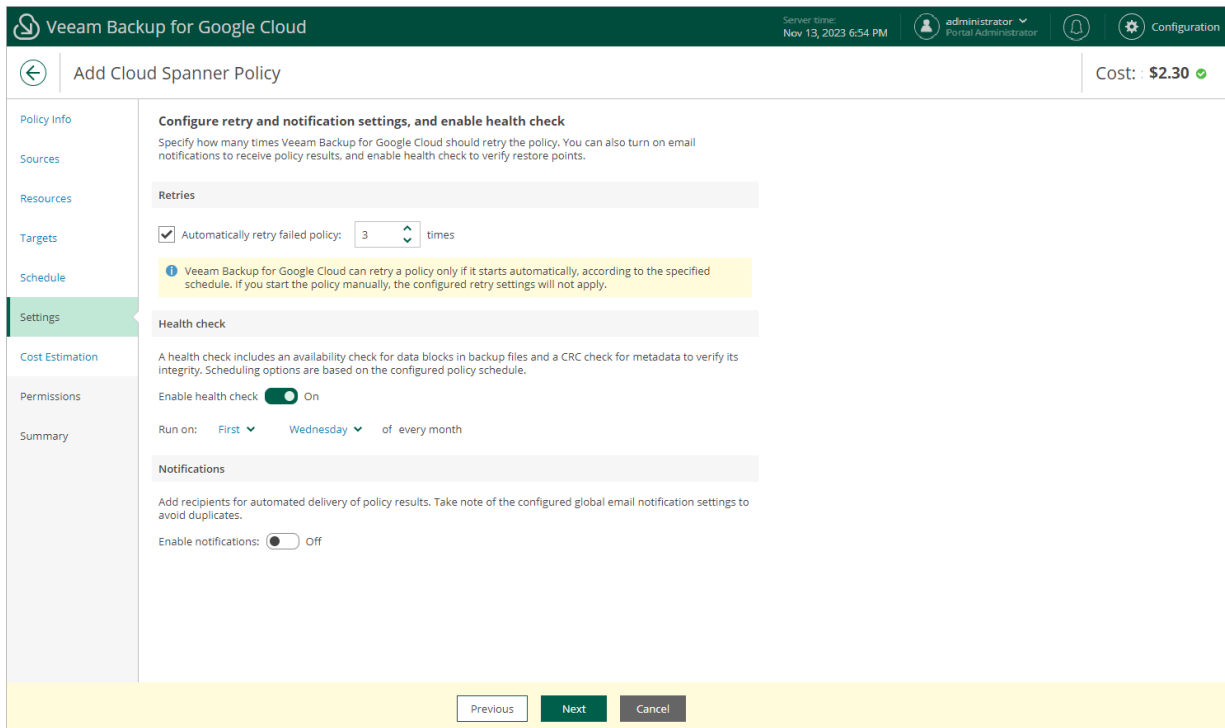 Veeam Backup for Google Cloud
Server time:
Nov 13, 2023 6:54 PM
administrator
Portal Administrator
Configuration
Add Cloud Spanner Policy
Cost: : $2.30
Policy Info
Sources
Resources
Targets
Schedule
Settings
Cost Estimation
Permissions
Summary
Configure retry and notification settings, and enable health check
Specify how many times Veeam Backup for Google Cloud should retry the policy. You can also turn on email
notifications to receive policy results, and enable health check to verify restore points.
Retries
Automatically retry failed policy: 3 times
Veeam Backup for Google Cloud can retry a policy only if it starts automatically, according to the specified
schedule. If you start the policy manually, the configured retry settings will not apply.
Health check
A health check includes an availability check for data blocks in backup files and a CRC check for metadata to verify its
integrity. Scheduling options are based on the configured policy schedule.
Enable health check On
Run on: First Wednesday of every month
Notifications
Add recipients for automated delivery of policy results. Take note of the configured global email notification settings to
avoid duplicates.
Enable notifications: Off
Previous Next Cancel